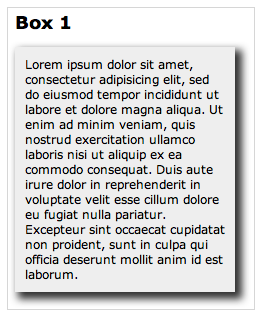 Box 1
Lorem ipsum dolor sit amet,
consectetur adipisicing elit, sed
do eiusmod tempor incididunt ut
labore et dolore magna aliqua. Ut
enim ad minim veniam, quis
nostrud exercitation ullamco
laboris nisi ut aliquip ex ea
commodo consequat. Duis aute
irure dolor in reprehenderit in
voluptate velit esse cillum dolore
eu fugiat nulla pariatur.
Excepteur sint occaecat cupidatat
non proident, sunt in culpa qui
officia deserunt mollit anim id est
laborum.